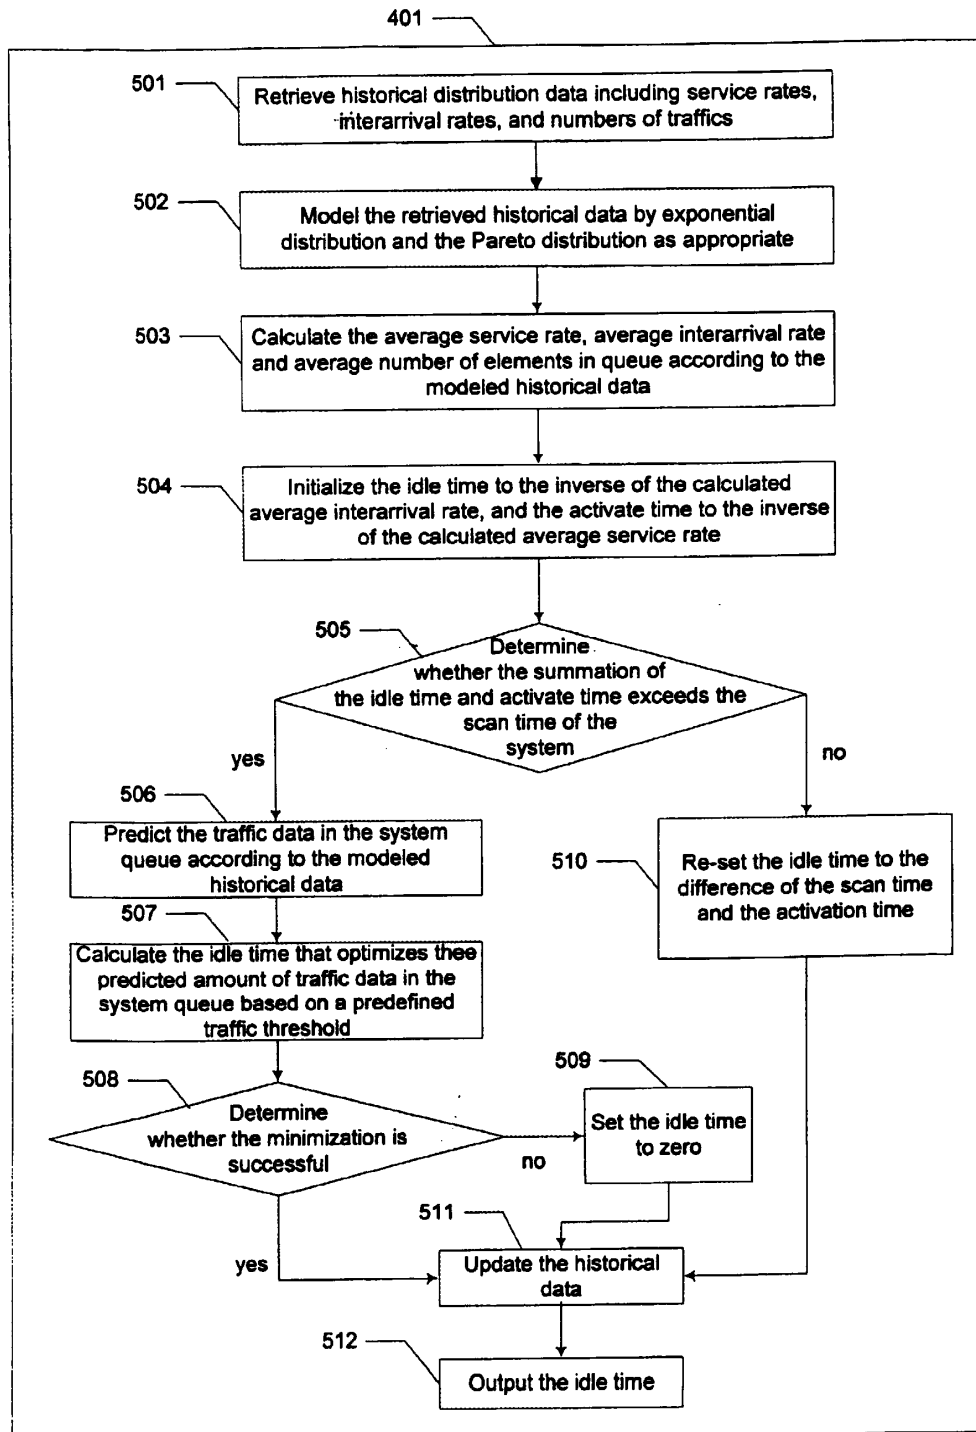 401
501
Retrieve historical distribution data including service rates,
interarrival rates, and numbers of traffics
502
Model the retrieved historical data by exponential
distribution and the Pareto distribution as appropriate
503
Calculate the average service rate, average interarrival rate
and average number of elements in queue according to the
modeled historical data
504
Initialize the idle time to the inverse of the calculated
average interarrival rate, and the activate time to the inverse
of the calculated average service rate
505
Determine
whether the summation of
the idle time and activate time exceeds the
scan time of the
system
yes
no
506
Predict the traffic data in the system
queue according to the modeled
historical data
510
Re-set the idle time to the
difference of the scan time
and the activation time
507
Calculate the idle time that optimizes thee
predicted amount of traffic data in the
system queue based on a predefined
traffic threshold
508
Determine
whether the minimization is
successful
no
509
Set the idle time
to zero
yes
511
Update the historical
data
512
Output the idle time